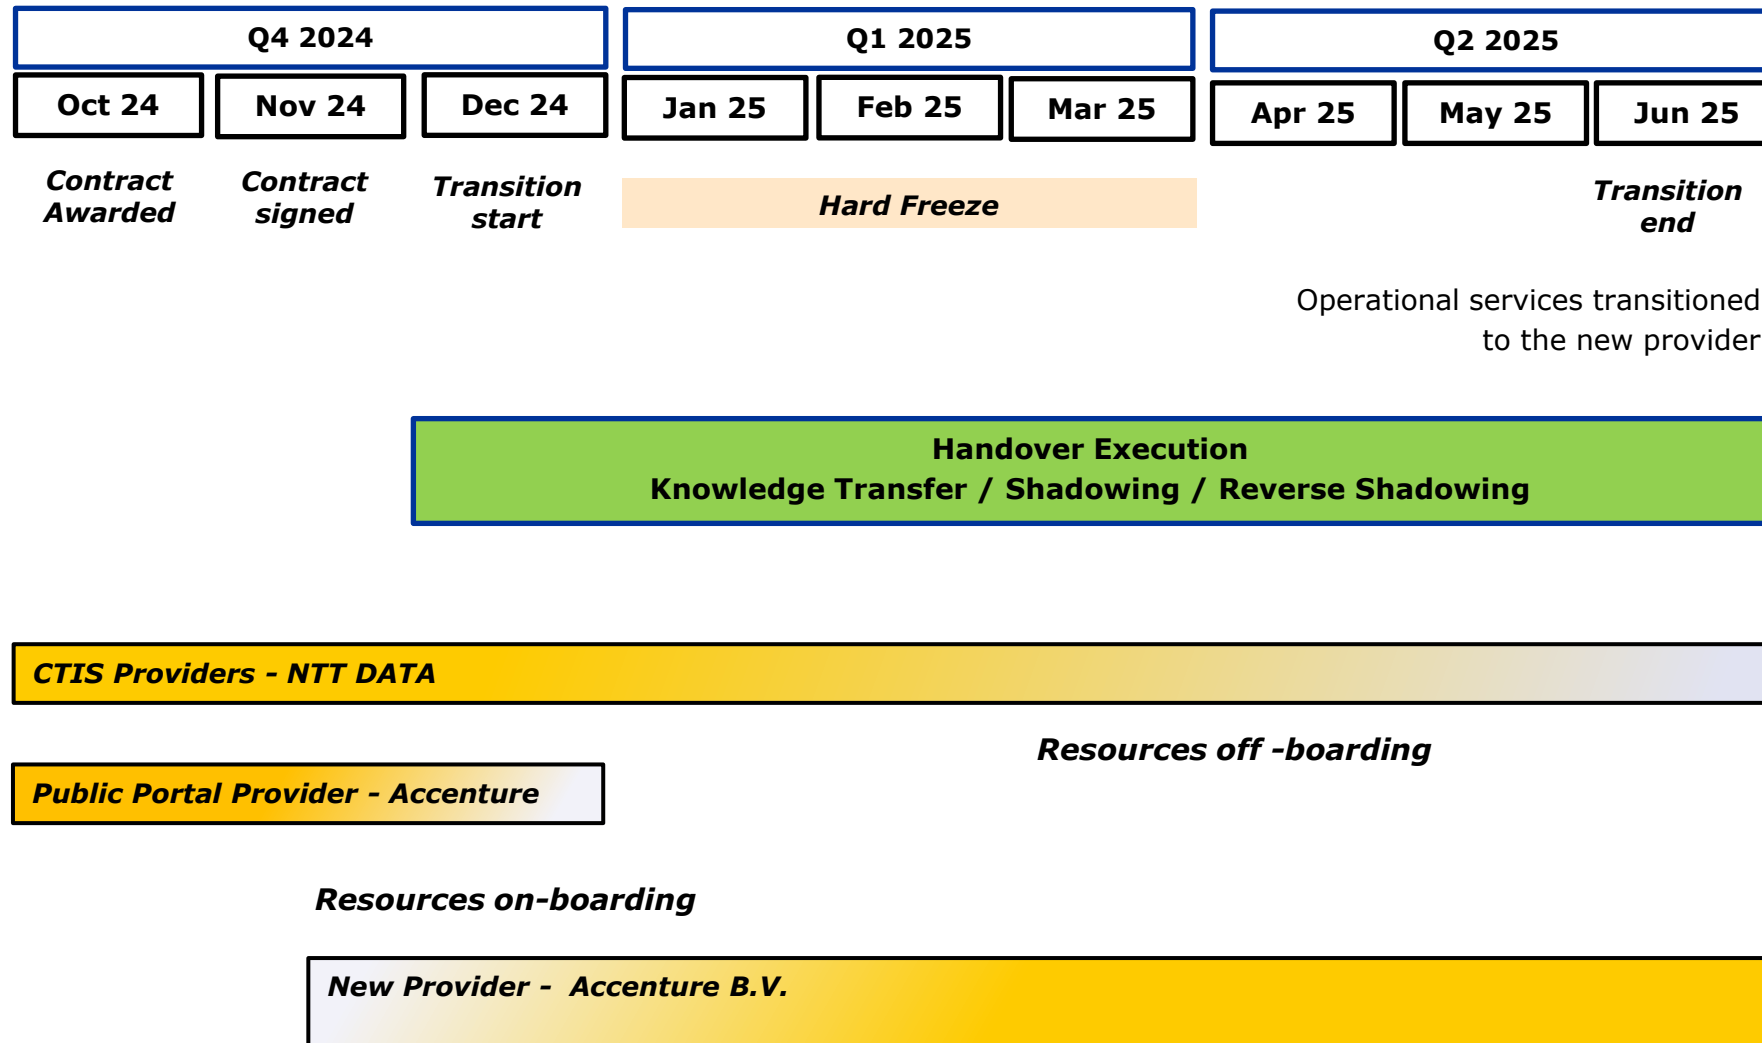 Q4 2024
Q1 2025
Q2 2025
Oct 24
Nov 24
Dec 24
Jan 25
Feb 25
Mar 25
Apr 25
May 25
Jun 25
Contract
Awarded
Contract
signed
Transition
start
Hard Freeze
Transition
end
Operational services transitioned
to the new provider
Handover Execution
Knowledge Transfer / Shadowing / Reverse Shadowing
CTIS Providers - NTT DATA
Resources off -boarding
Public Portal Provider - Accenture
Resources on-boarding
New Provider -  Accenture B.V.